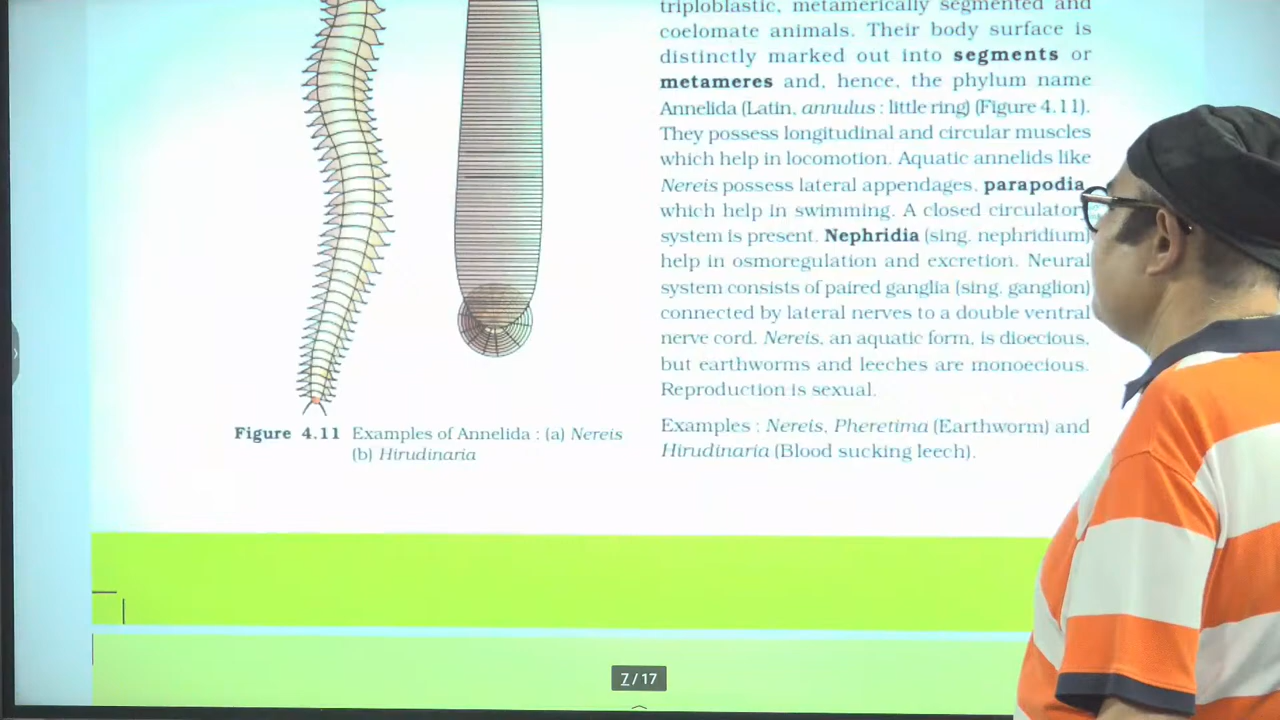 triploblastic, metamerically segmented and
coelomate animals. Their body surface is
distinctly marked out into segments or
metameres and, hence, the phylum name
Annelida (Latin, annulus : little ring) (Figure 4.11).
They possess longitudinal and circular muscles
which help in locomotion. Aquatic annelids like
Nereis possess lateral appendages, parapodia,
which help in swimming. A closed circulatory
system is present. Nephridia (sing. nephridium)
help in osmoregulation and excretion. Neural
system consists of paired ganglia (sing. ganglion)
connected by lateral nerves to a double ventral
nerve cord. Nereis, an aquatic form, is dioecious,
but earthworms and leeches are monoecious.
Reproduction is sexual.
Examples : Nereis, Pheretima (Earthworm) and
Hirudinaria (Blood sucking leech).
Figure 4.11 Examples of Annelida : (a) Nereis
(b) Hirudinaria
7 / 17